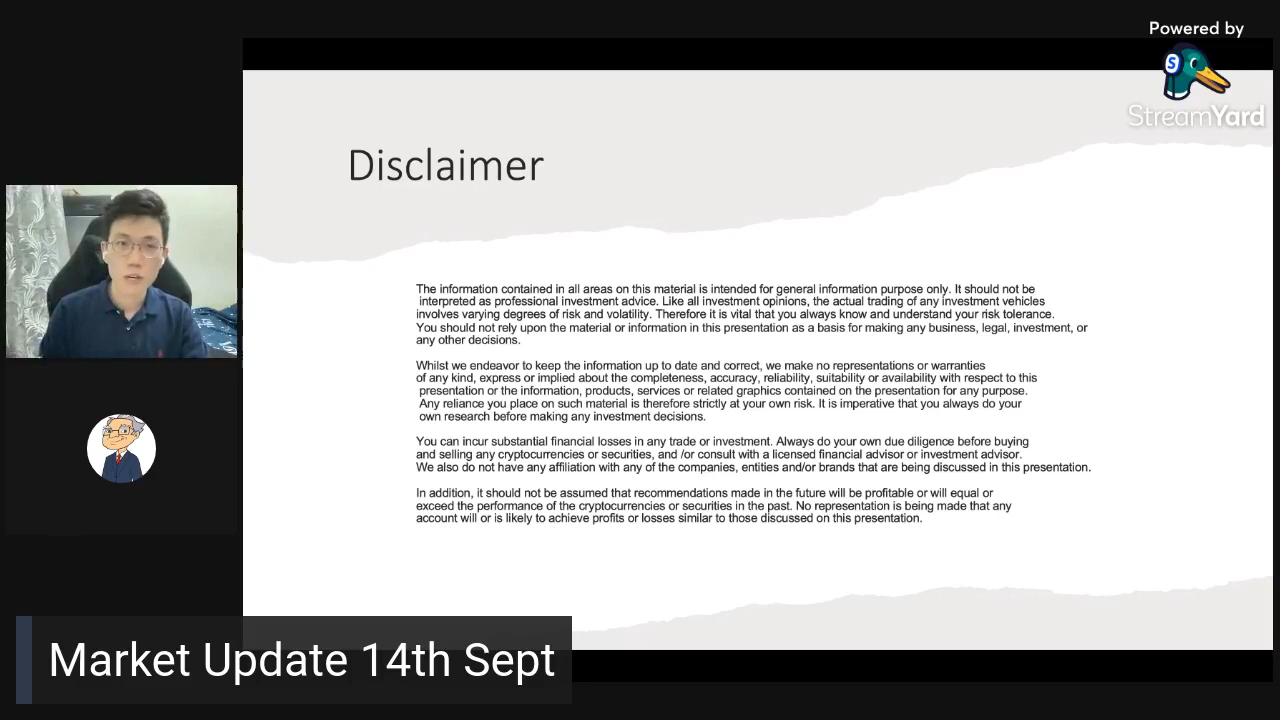 Powered by
StreamYard
Disclaimer
The information contained in all areas on this material is intended for general information purpose only. It should not be
interpreted as professional investment advice. Like all investment opinions, the actual trading of any investment vehicles
involves varying degrees of risk and volatility. Therefore it is vital that you always know and understand your risk tolerance.
You should not rely upon the material or information in this presentation as a basis for making any business, legal, investment, or
any other decisions.
Whilst we endeavor to keep the information up to date and correct, we make no representations or warranties
of any kind, express or implied about the completeness, accuracy, reliability, suitability or availability with respect to this
presentation or the information, products, services or related graphics contained on the presentation for any purpose.
Any reliance you place on such material is therefore strictly at your own risk. It is imperative that you always do your
own research before making any investment decisions.
You can incur substantial financial losses in any trade or investment. Always do your own due diligence before buying
and selling any cryptocurrencies or securities, and /or consult with a licensed financial advisor or investment advisor.
We also do not have any affiliation with any of the companies, entities and/or brands that are being discussed in this presentation.
In addition, it should not be assumed that recommendations made in the future will be profitable or will equal or
exceed the performance of the cryptocurrencies or securities in the past. No representation is being made that any
account will or is likely to achieve profits or losses similar to those discussed on this presentation.
Market Update 14th Sept